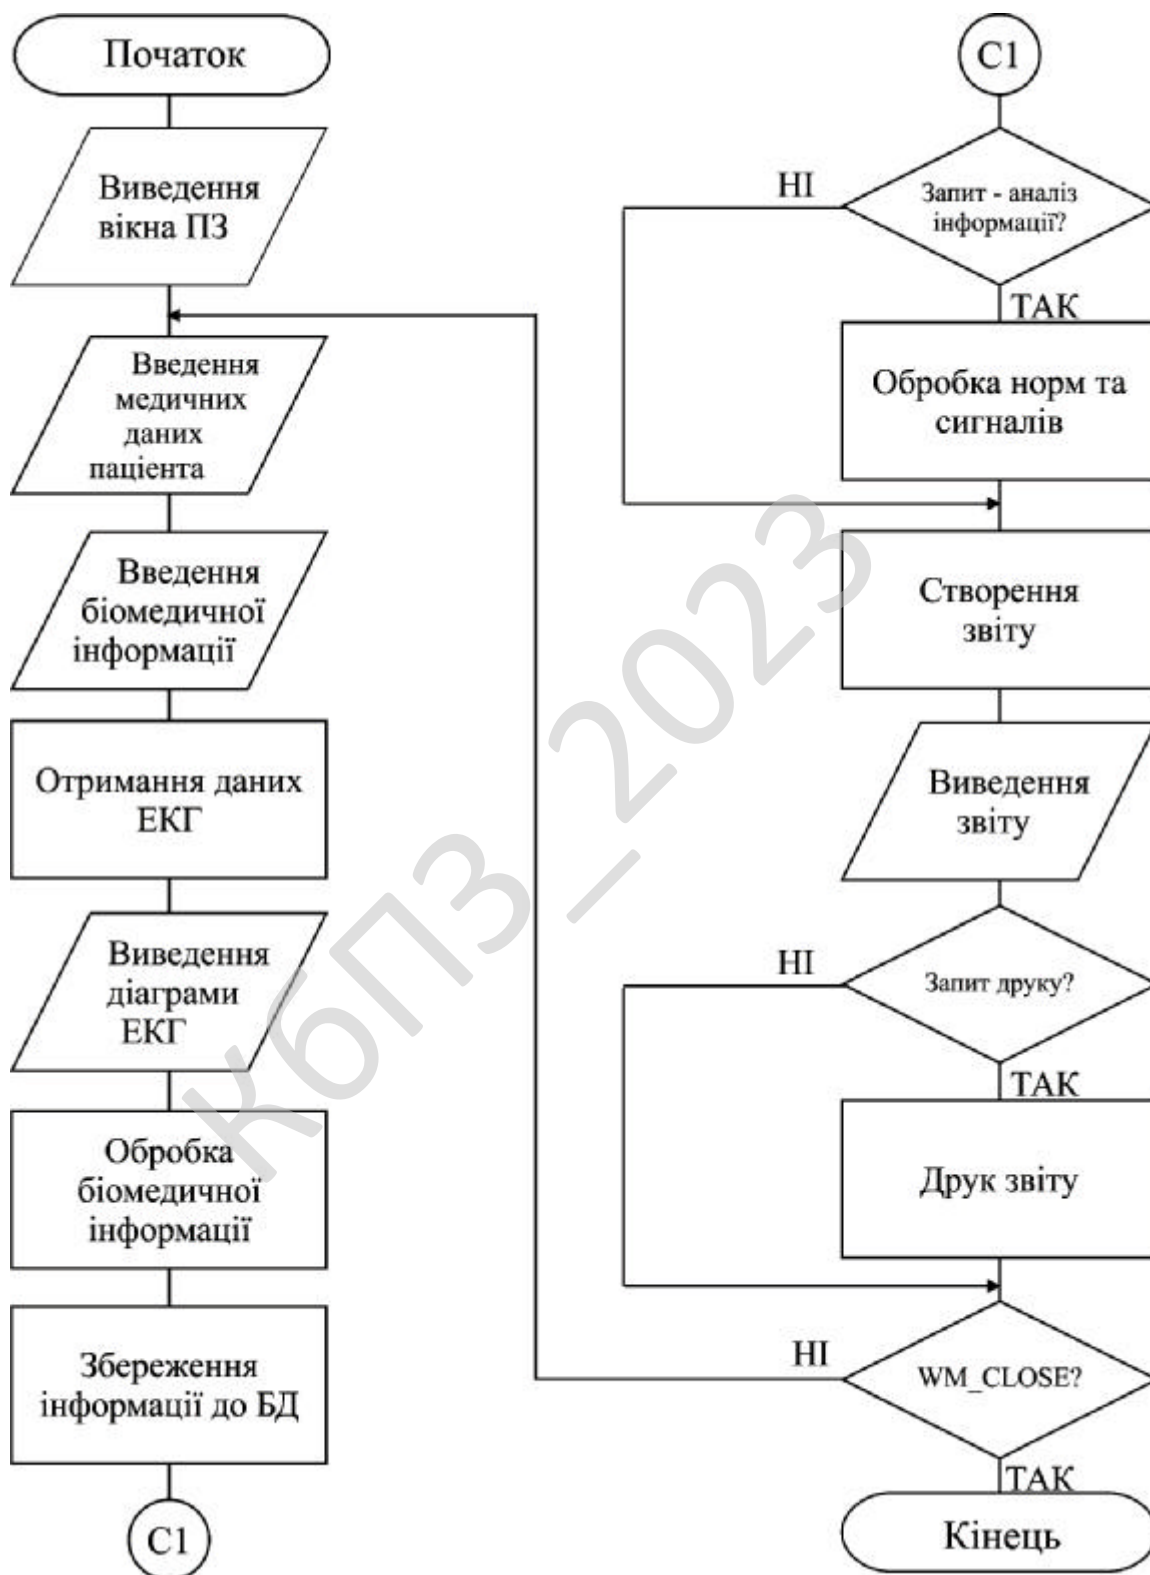 Початок
Виведення
вікна ПЗ
Введення
медичних
даних
пацієнта
Введення
біомедичної
інформації
Отримання даних
ЕКГ
Виведення
діаграми
ЕКГ
Обробка
біомедичної
інформації
Збереження
інформації до БД
С1
С1
Запит - аналіз
інформації?
НІ
ТАК
Обробка норм та
сигналів
Створення
звіту
Виведення
звіту
Запит друку?
НІ
ТАК
Друк звіту
WM_CLOSE?
НІ
ТАК
Кінець
КбПЗ_2023